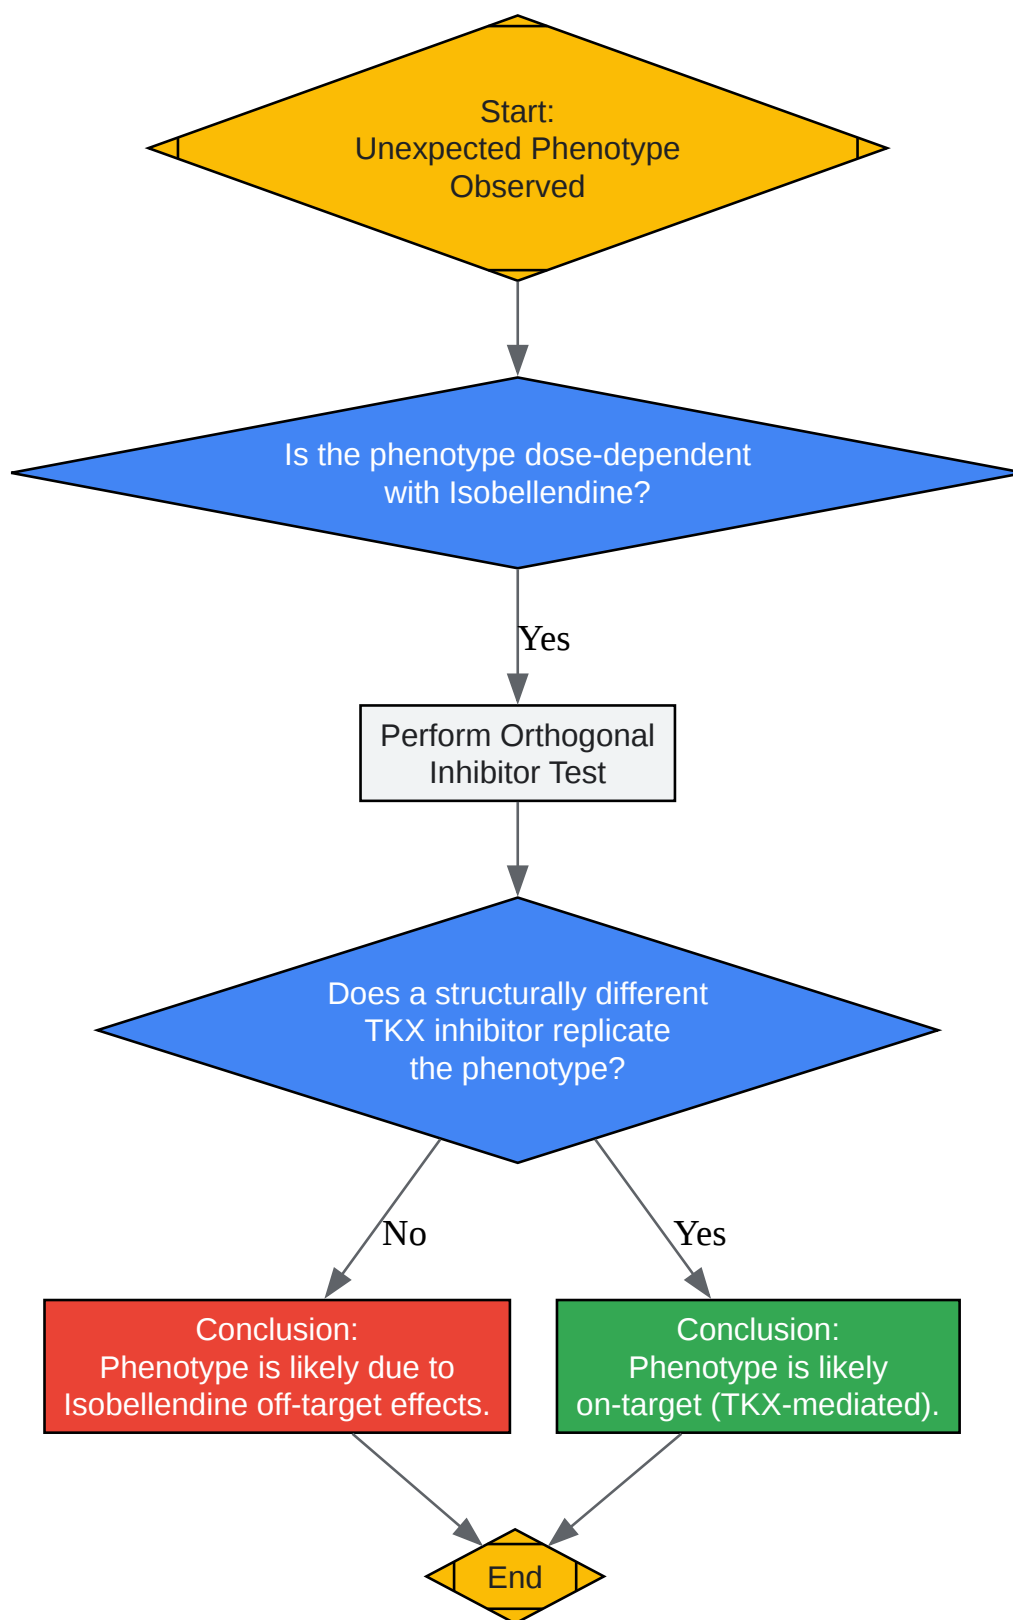 Start:
Unexpected Phenotype
Observed
Is the phenotype dose-dependent
with Isobellendine?
Yes
Perform Orthogonal
Inhibitor Test
Does a structurally different
TKX inhibitor replicate
the phenotype?
No
Yes
Conclusion:
Phenotype is likely due to
Isobellendine off-target effects.
Conclusion:
Phenotype is likely
on-target (TKX-mediated).
End